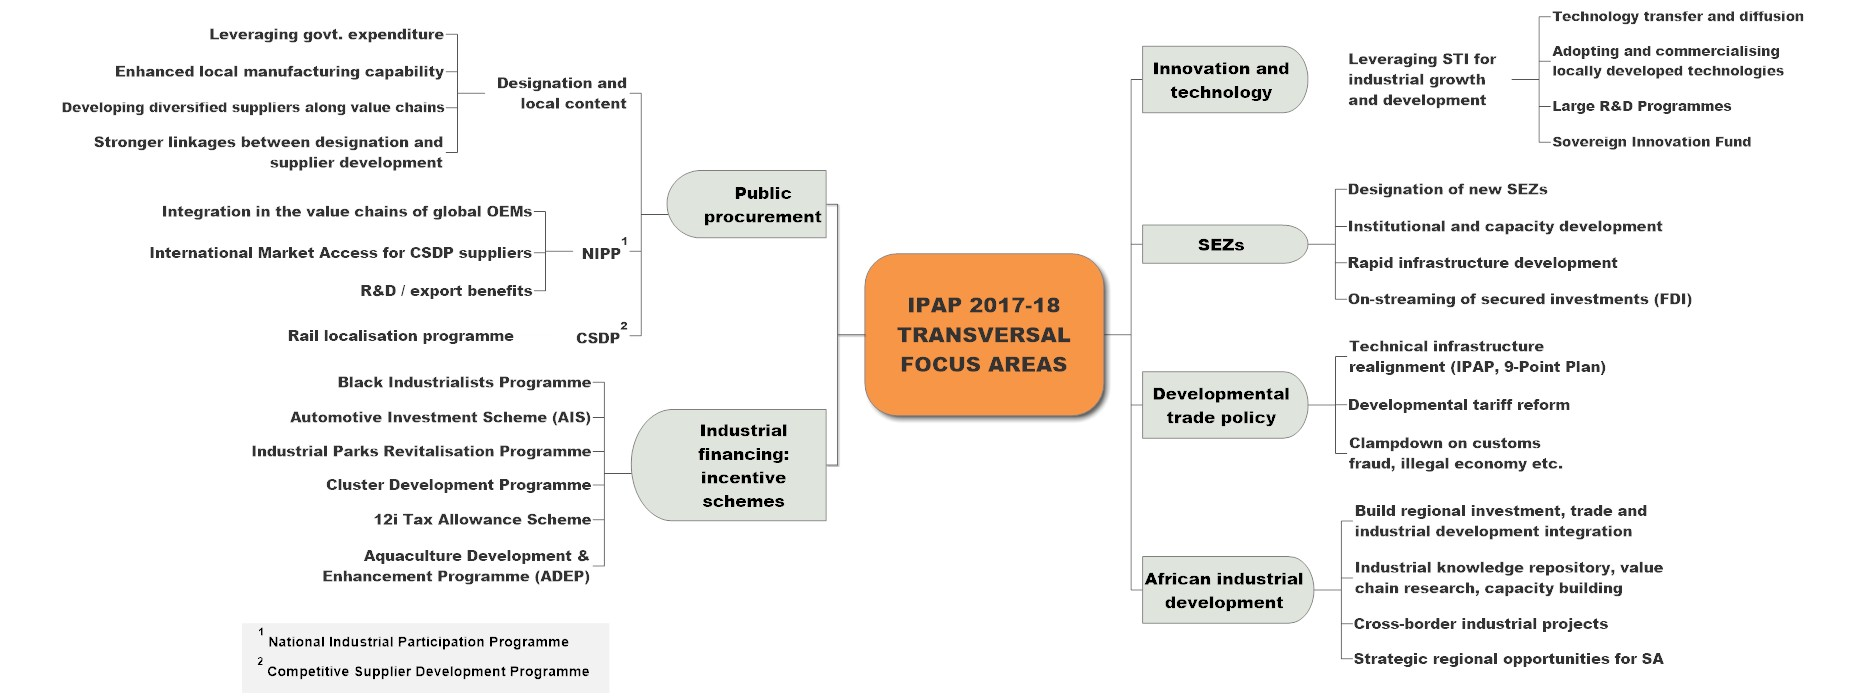 Leveraging govt. expenditure
Enhanced local manufacturing capability
Developing diversified suppliers along value chains
Stronger linkages between designation and
supplier development
Designation and
local content
Integration in the value chains of global OEMs
International Market Access for CSDP suppliers
R&D / export benefits
NIPP1
Rail localisation programme
CSDP2
Public
procurement
Black Industrialists Programme
Automotive Investment Scheme (AIS)
Industrial Parks Revitalisation Programme
Cluster Development Programme
12i Tax Allowance Scheme
Aquaculture Development &
Enhancement Programme (ADEP)
Industrial
financing:
incentive
schemes
1 National Industrial Participation Programme
2 Competitive Supplier Development Programme
IPAP 2017-18
TRANSVERSAL
FOCUS AREAS
Innovation and
technology
Leveraging STI for
industrial growth
and development
Technology transfer and diffusion
Adopting and commercialising
locally developed technologies
Large R&D Programmes
Sovereign Innovation Fund
SEZs
Designation of new SEZs
Institutional and capacity development
Rapid infrastructure development
On-streaming of secured investments (FDI)
Developmental
trade policy
Technical infrastructure
realignment (IPAP, 9-Point Plan)
Developmental tariff reform
Clampdown on customs
fraud, illegal economy etc.
African industrial
development
Build regional investment, trade and
industrial development integration
Industrial knowledge repository, value
chain research, capacity building
Cross-border industrial projects
Strategic regional opportunities for SA